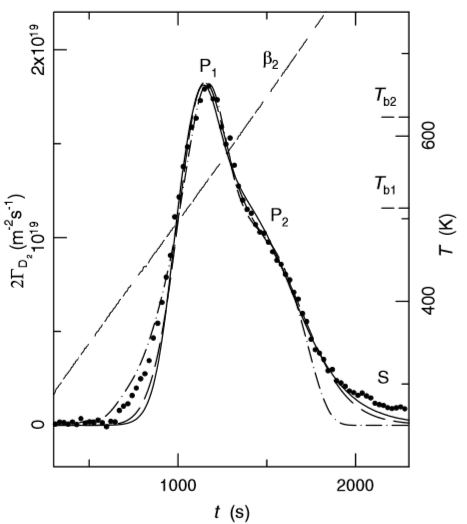 2x10¹⁹
P₁
β₂
T_b2
600
T_b1
2Γ_D₂ (m⁻²s⁻¹)
10¹⁹
P₂
T (K)
400
S
0
1000
2000
t (s)